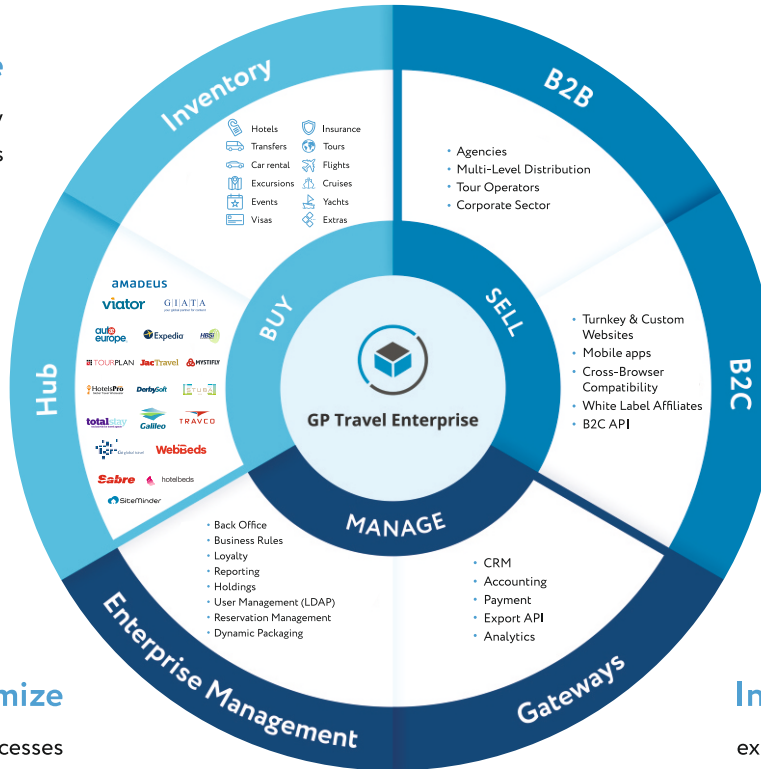 Inventory
Hotels
Insurance
Transfers
Tours
Car rental
Flights
Excursions
Cruises
Events
Yachts
Visas
Extras
B2B
• Agencies
• Multi-Level Distribution
• Tour Operators
• Corporate Sector
BUY
SELL
Hub
amadeus
viator
GIATA
auto europe
Expedia
HBSi
TOURPLAN
JacTravel
MYSTIFLY
HotelsPro
DerbySoft
STUBA
totalstay
Galileo
TRAVCO
global travel
WebBeds
Sabre
hotelbeds
SiteMinder
GP Travel Enterprise
• Turnkey & Custom
Websites
• Mobile apps
• Cross-Browser
Compatibility
• White Label Affiliates
• B2C API
B2C
MANAGE
• Back Office
• Business Rules
• Loyalty
• Reporting
• Holdings
• User Management (LDAP)
• Reservation Management
• Dynamic Packaging
• CRM
• Accounting
• Payment
• Export API
• Analytics
Enterprise Management
Gateways
mize
In
cesses
ex